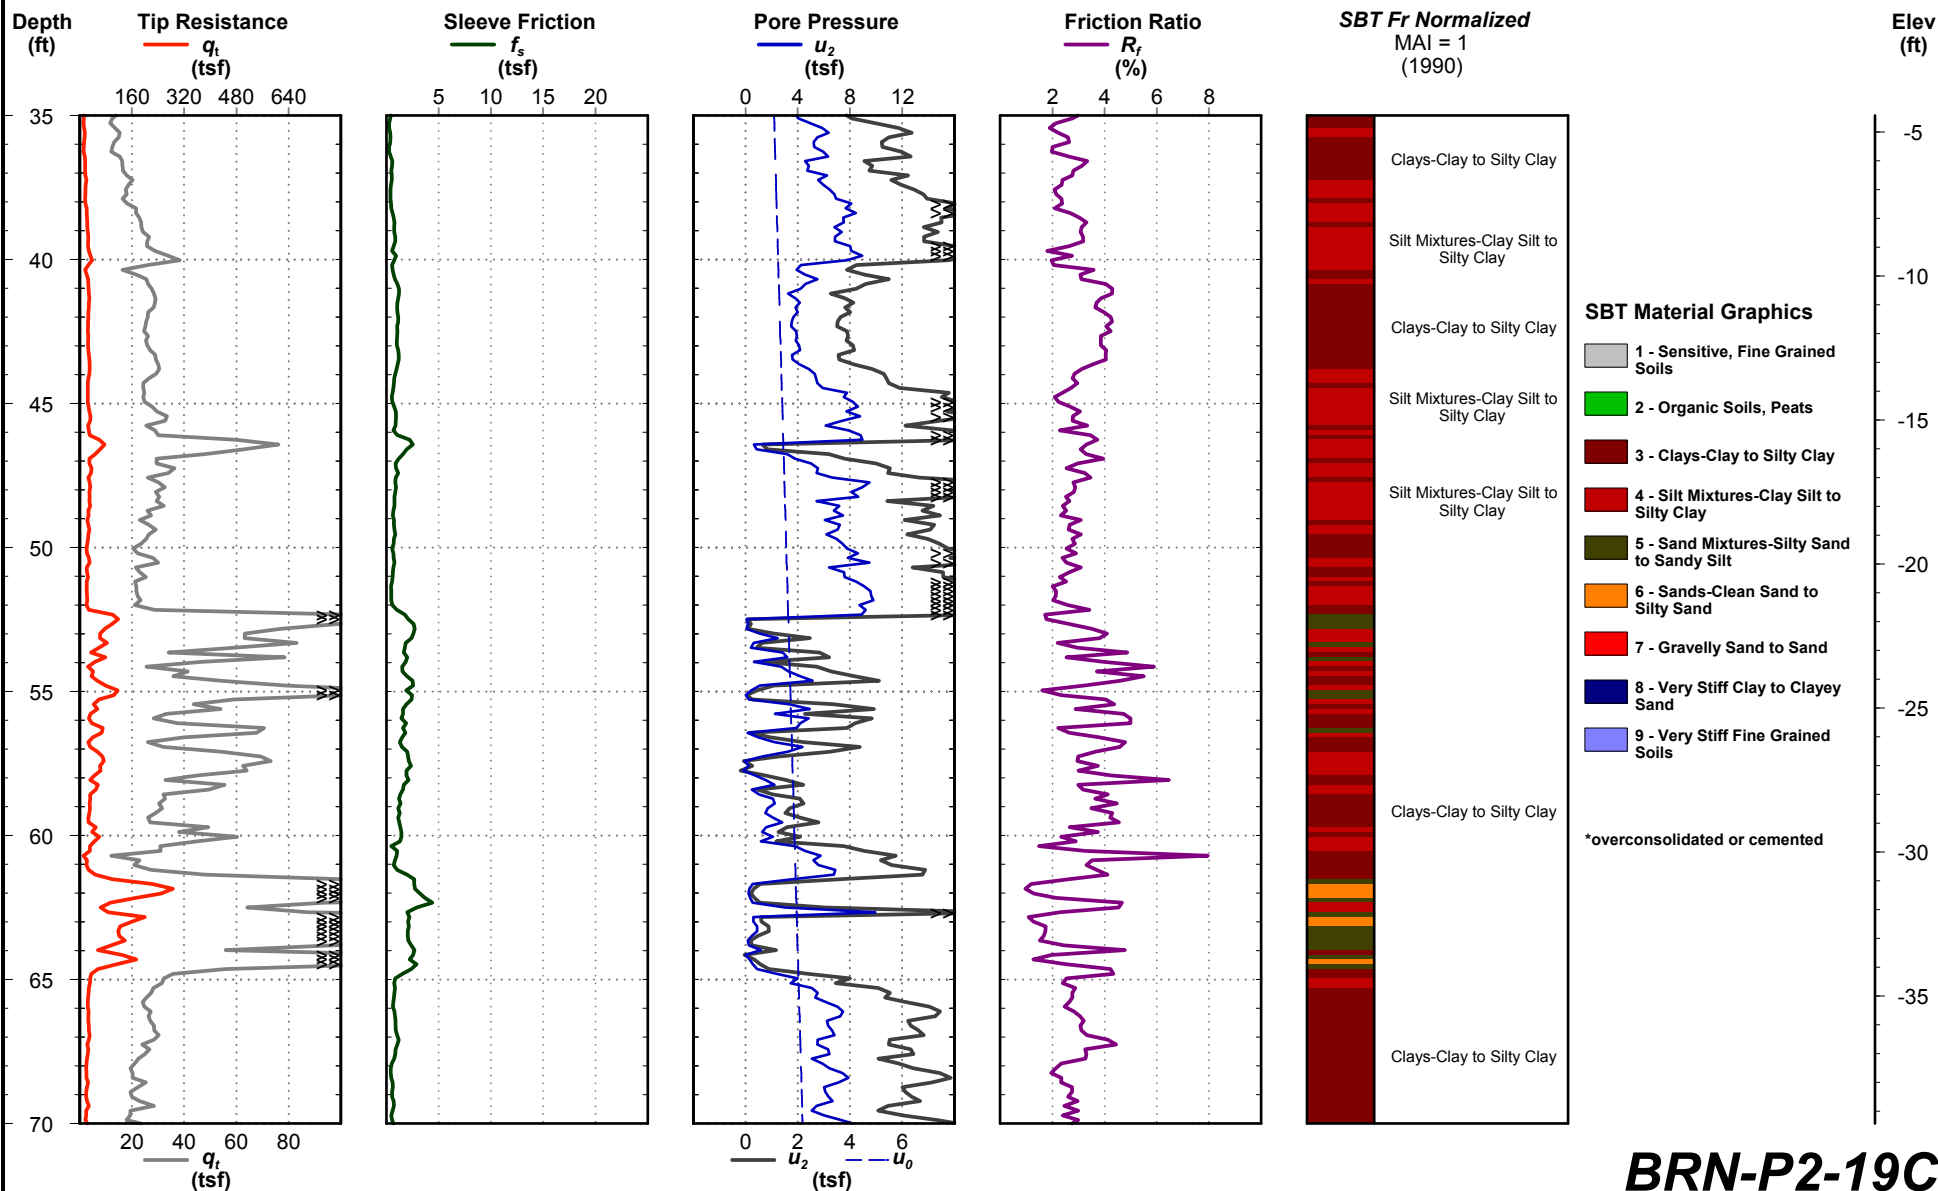 Depth
(ft)
Tip Resistance
qt
(tsf)
Sleeve Friction
fs
(tsf)
Pore Pressure
u2
(tsf)
Friction Ratio
Rf
(%)
SBT Fr Normalized
MAI = 1
(1990)
Elev
(ft)
160 320 480 640
5 10 15 20
0 4 8 12
2 4 6 8
35
40
45
50
55
60
65
70
Clays-Clay to Silty Clay
Silt Mixtures-Clay Silt to
Silty Clay
Clays-Clay to Silty Clay
Silt Mixtures-Clay Silt to
Silty Clay
Silt Mixtures-Clay Silt to
Silty Clay
Clays-Clay to Silty Clay
Clays-Clay to Silty Clay
SBT Material Graphics
1 - Sensitive, Fine Grained
Soils
2 - Organic Soils, Peats
3 - Clays-Clay to Silty Clay
4 - Silt Mixtures-Clay Silt to
Silty Clay
5 - Sand Mixtures-Silty Sand
to Sandy Silt
6 - Sands-Clean Sand to
Silty Sand
7 - Gravelly Sand to Sand
8 - Very Stiff Clay to Clayey
Sand
9 - Very Stiff Fine Grained
Soils
*overconsolidated or cemented
-5
-10
-15
-20
-25
-30
-35
20 40 60 80
qt
(tsf)
0 2 4 6
u2 u0
(tsf)
BRN-P2-19C